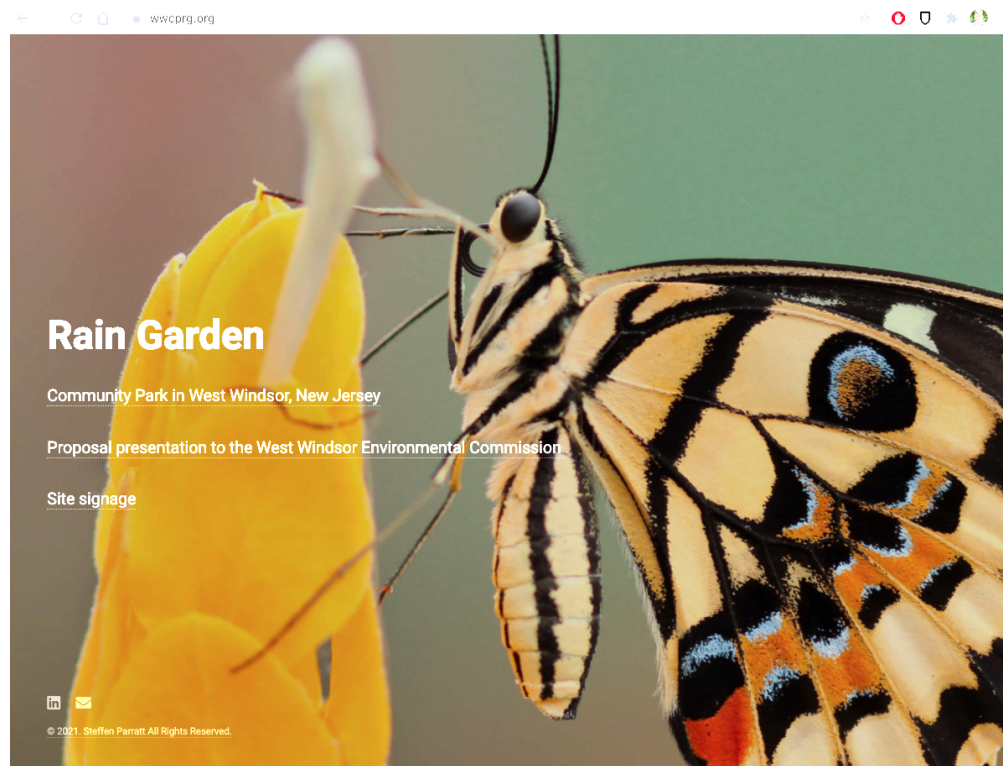 wwcprg.org
Rain Garden
Community Park in West Windsor, New Jersey
Proposal presentation to the West Windsor Environmental Commission
Site signage
in
© 2021. Steffen Parratt All Rights Reserved.